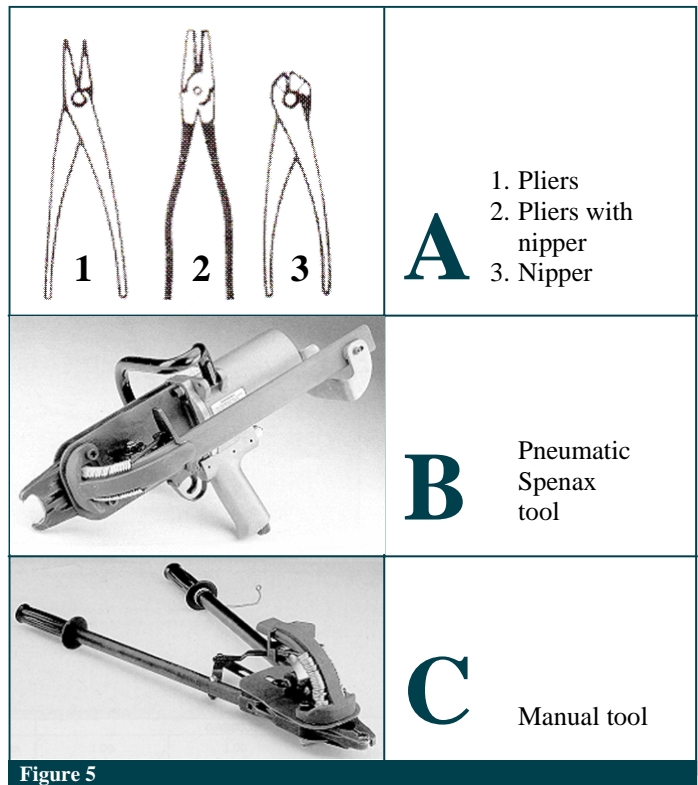 1
2
3
A
1. Pliers
2. Pliers with
nipper
3. Nipper
B
Pneumatic
Spenax
tool
C
Manual tool
Figure 5